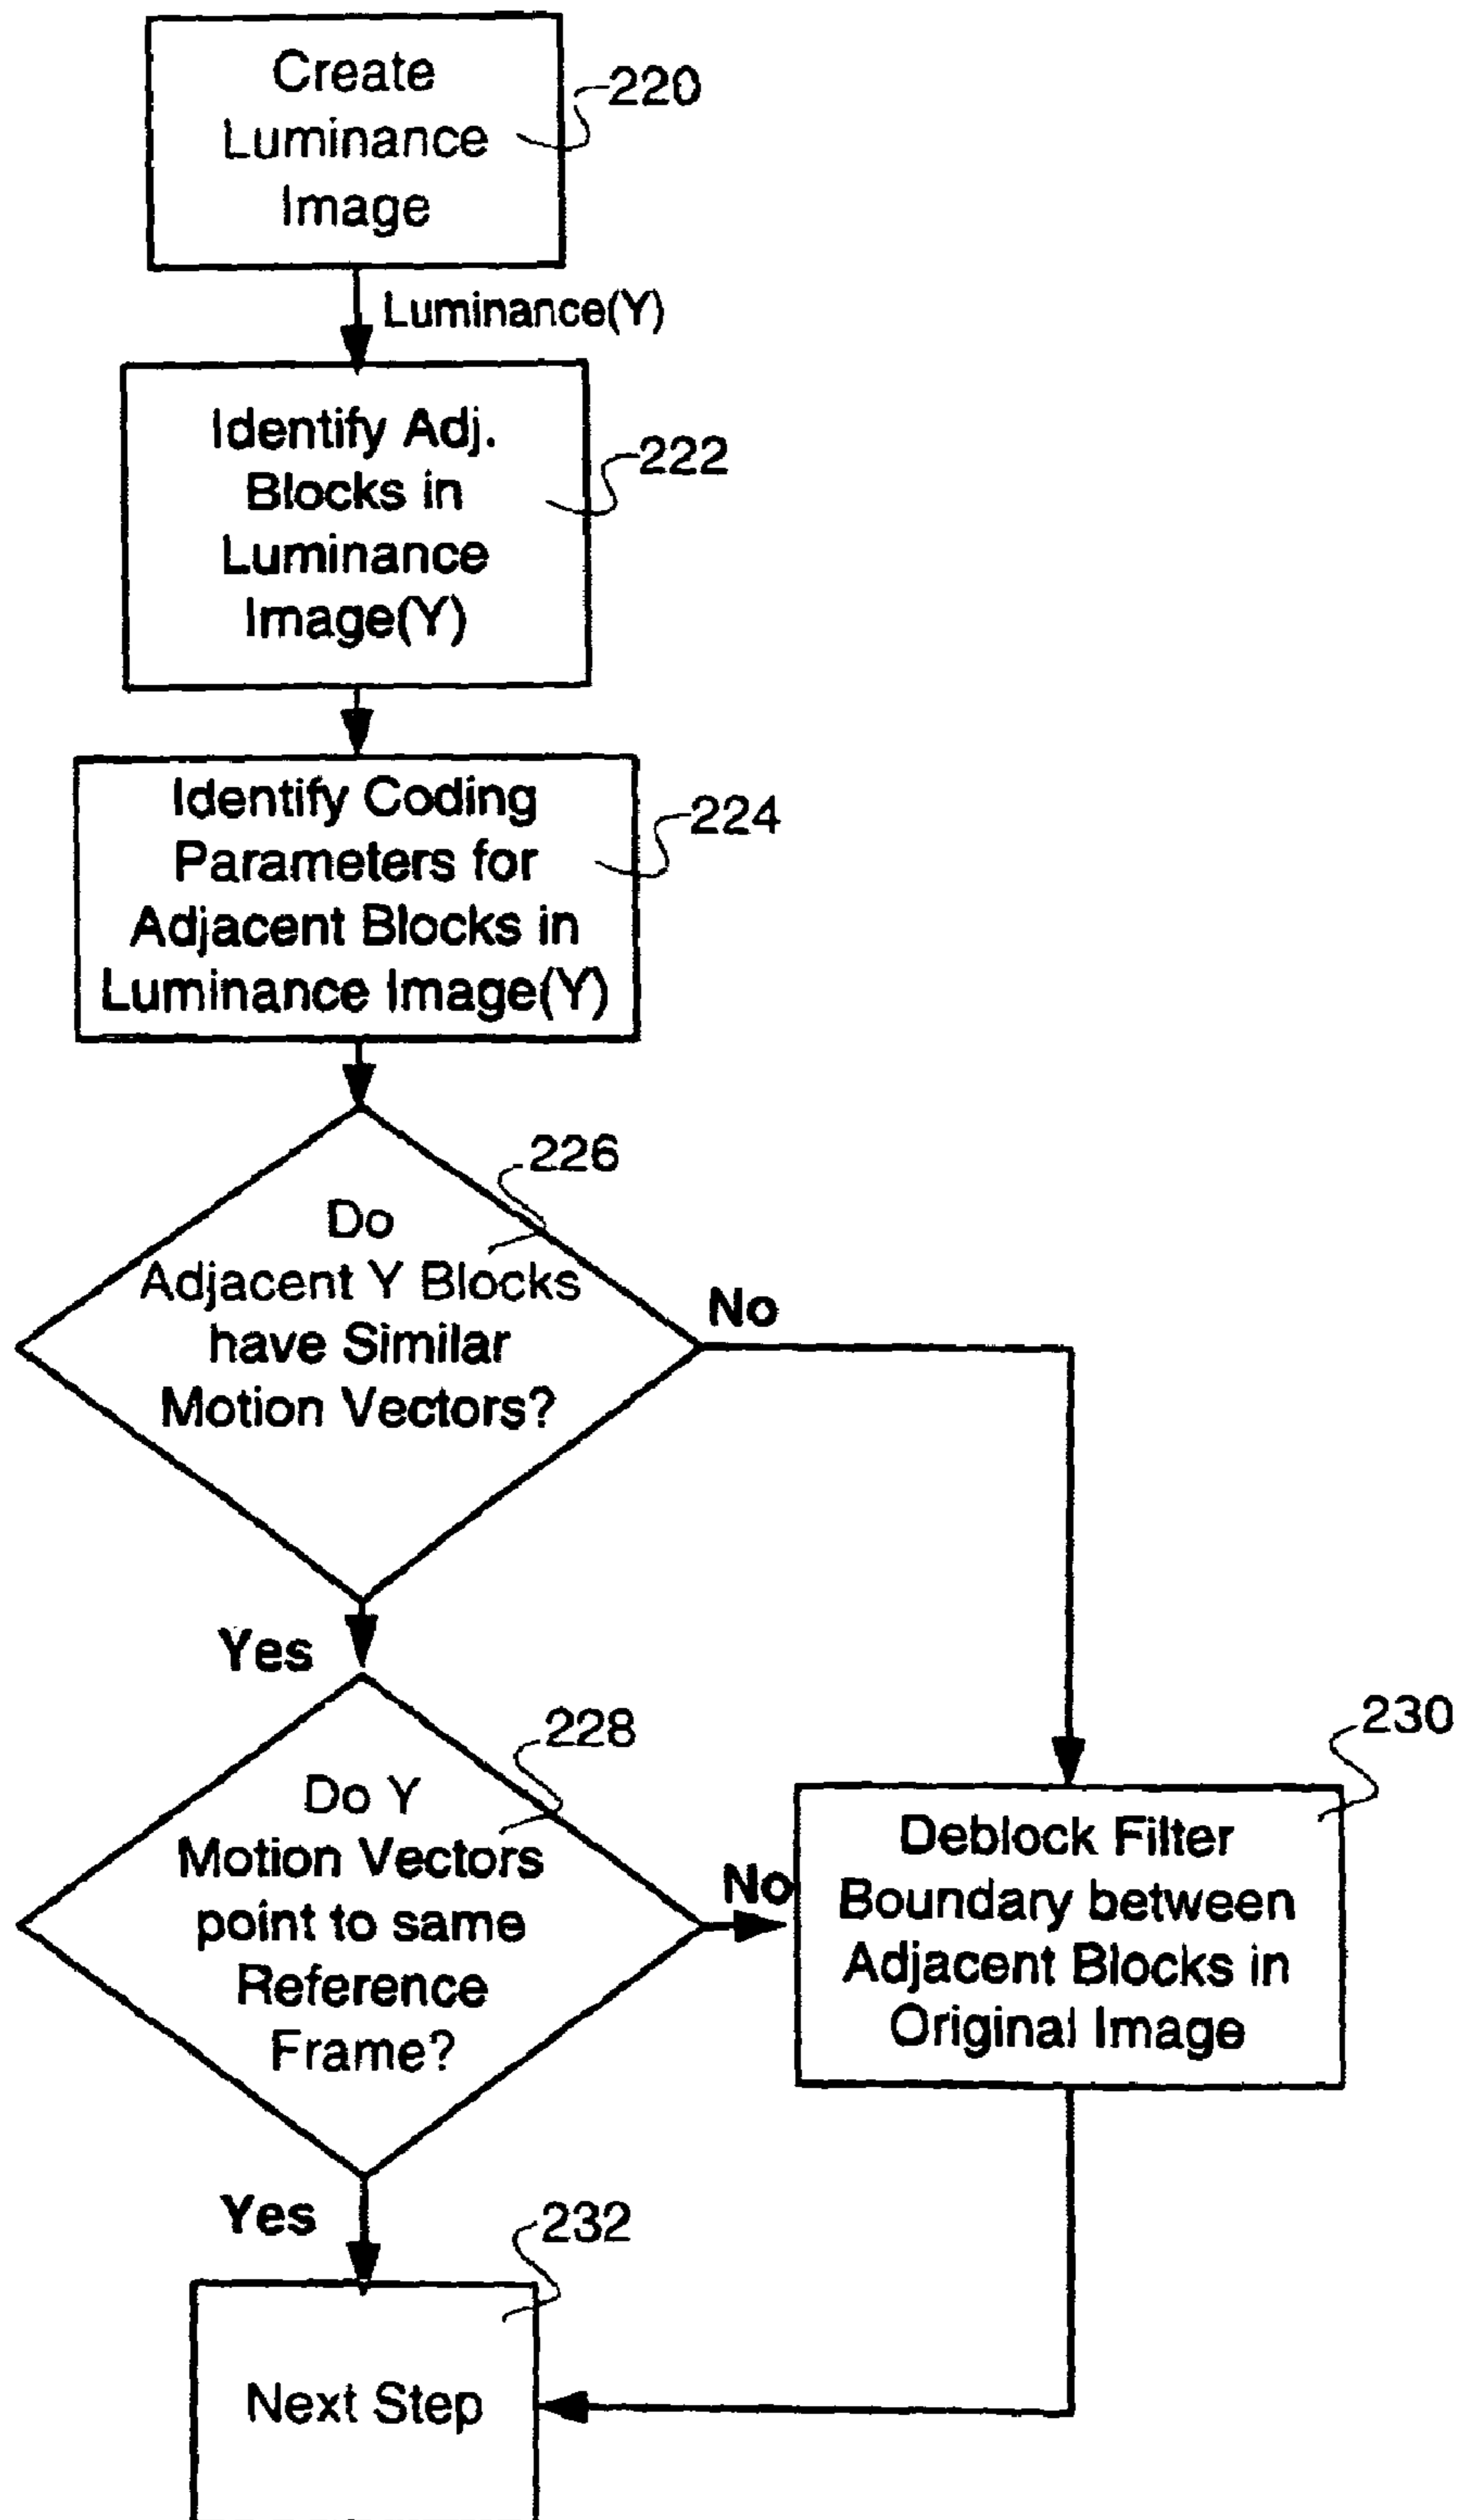 Create
Luminance
Image
220
Luminance(Y)
Identify Adj.
Blocks in
Luminance
Image(Y)
222
Identify Coding
Parameters for
Adjacent Blocks in
Luminance Image(Y)
224
226
Do
Adjacent Y Blocks
have Similar
Motion Vectors?
No
Yes
228
Do Y
Motion Vectors
point to same
Reference
Frame?
No
230
Deblock Filter
Boundary between
Adjacent Blocks in
Original Image
Yes
232
Next Step